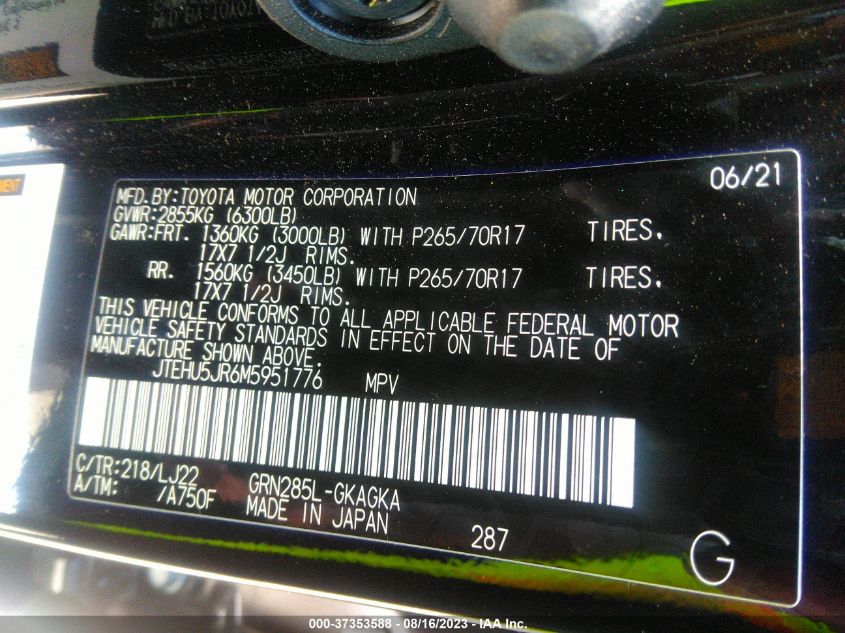 MENT
06/21
MFD. BY:TOYOTA MOTOR CORPORATION
GVWR:2855KG (6300LB)
GAWR:FRT. 1360KG (3000LB) WITH P265/70R17 TIRES.
17X7 1/2J RIMS.
RR. 1560KG (3450LB) WITH P265/70R17 TIRES.
17X7 1/2J RIMS.
THIS VEHICLE CONFORMS TO ALL APPLICABLE FEDERAL MOTOR
VEHICLE SAFETY STANDARDS IN EFFECT ON THE DATE OF
MANUFACTURE SHOWN ABOVE.
JTEHU5JR6M5951776 MPV
C/TR:218/LJ22 GRN285L-GKAGKA
A/TM: /A750F MADE IN JAPAN
287
G
000-37353588 - 08/16/2023 - IAA Inc.